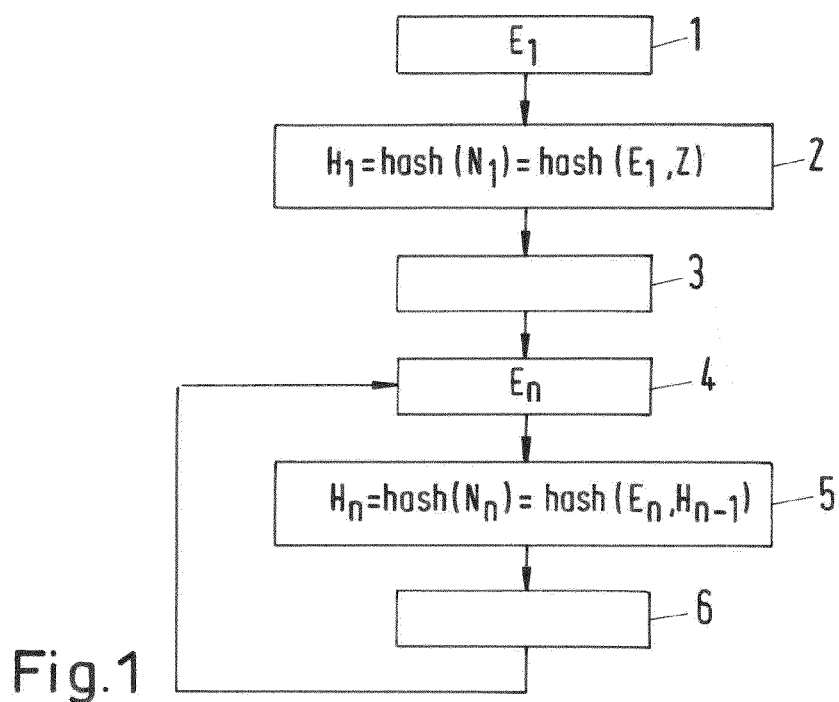 E₁
1
H₁=hash(N₁)=hash(E₁,Z)
2
3
Eₙ
4
Hₙ=hash(Nₙ)=hash(Eₙ,Hₙ₋₁)
5
6
Fig.1